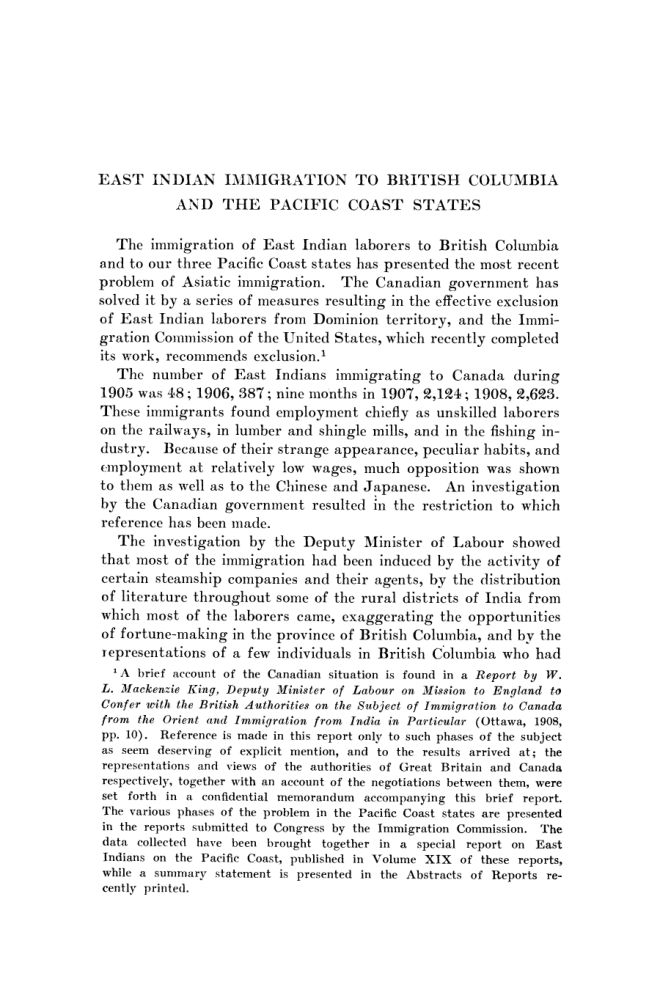 EAST INDIAN IMMIGRATION TO BRITISH COLUMBIA
AND THE PACIFIC COAST STATES
The immigration of East Indian laborers to British Columbia
and to our three Pacific Coast states has presented the most recent
problem of Asiatic immigration. The Canadian government has
solved it by a series of measures resulting in the effective exclusion
of East Indian laborers from Dominion territory, and the Immi-
gration Commission of the United States, which recently completed
its work, recommends exclusion.¹
The number of East Indians immigrating to Canada during
1905 was 48; 1906, 387; nine months in 1907, 2,124; 1908, 2,623.
These immigrants found employment chiefly as unskilled laborers
on the railways, in lumber and shingle mills, and in the fishing in-
dustry. Because of their strange appearance, peculiar habits, and
employment at relatively low wages, much opposition was shown
to them as well as to the Chinese and Japanese. An investigation
by the Canadian government resulted in the restriction to which
reference has been made.
The investigation by the Deputy Minister of Labour showed
that most of the immigration had been induced by the activity of
certain steamship companies and their agents, by the distribution
of literature throughout some of the rural districts of India from
which most of the laborers came, exaggerating the opportunities
of fortune-making in the province of British Columbia, and by the
representations of a few individuals in British Columbia who had
¹ A brief account of the Canadian situation is found in a Report by W.
L. Mackenzie King, Deputy Minister of Labour on Mission to England to
Confer with the British Authorities on the Subject of Immigration to Canada
from the Orient and Immigration from India in Particular (Ottawa, 1908,
pp. 10). Reference is made in this report only to such phases of the subject
as seem deserving of explicit mention, and to the results arrived at; the
representations and views of the authorities of Great Britain and Canada
respectively, together with an account of the negotiations between them, were
set forth in a confidential memorandum accompanying this brief report.
The various phases of the problem in the Pacific Coast states are presented
in the reports submitted to Congress by the Immigration Commission. The
data collected have been brought together in a special report on East
Indians on the Pacific Coast, published in Volume XIX of these reports,
while a summary statement is presented in the Abstracts of Reports re-
cently printed.